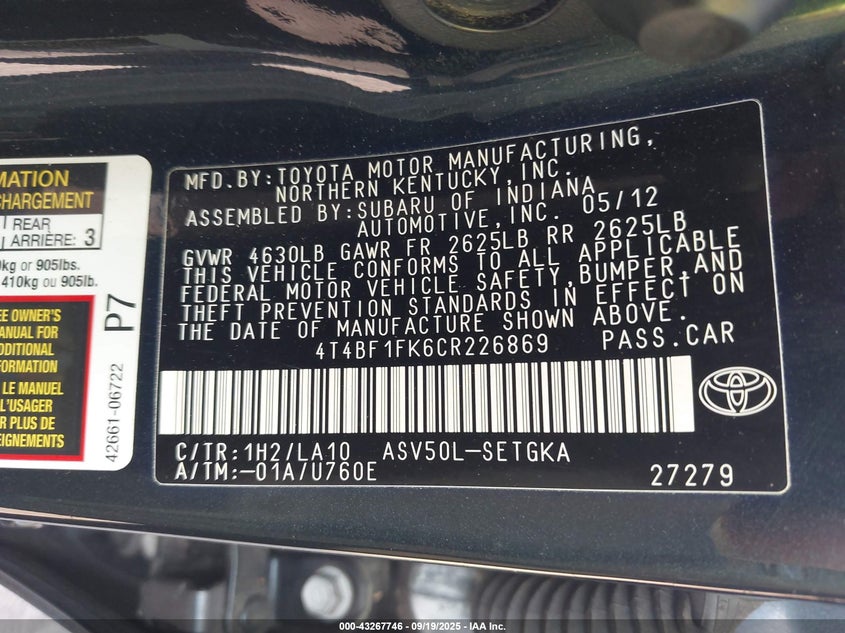 MATION
CHARGEMENT
REAR
ARRIÈRE: 3
kg or 905lbs.
410kg ou 905lb.
EE OWNER'S
ANUAL FOR
DDITIONAL
FORMATION
LE MANUEL
L'USAGER
R PLUS DE
EIGNEMENTS
P7
42661-06722
MFD.BY:TOYOTA MOTOR MANUFACTURING,
NORTHERN KENTUCKY,INC.
ASSEMBLED BY:SUBARU OF INDIANA
AUTOMOTIVE,INC. 05/12
GVWR 4630LB GAWR FR 2625LB RR 2625LB
THIS VEHICLE CONFORMS TO ALL APPLICABLE
FEDERAL MOTOR VEHICLE SAFETY,BUMPER,AND
THEFT PREVENTION STANDARDS IN EFFECT ON
THE DATE OF MANUFACTURE SHOWN ABOVE.
4T4BF1FK6CR226869 PASS.CAR
C/TR:1H2/LA10 ASV50L-SETGKA
A/TM:-01A/U760E 27279
000-43267746 - 09/19/2025 - IAA, Inc.